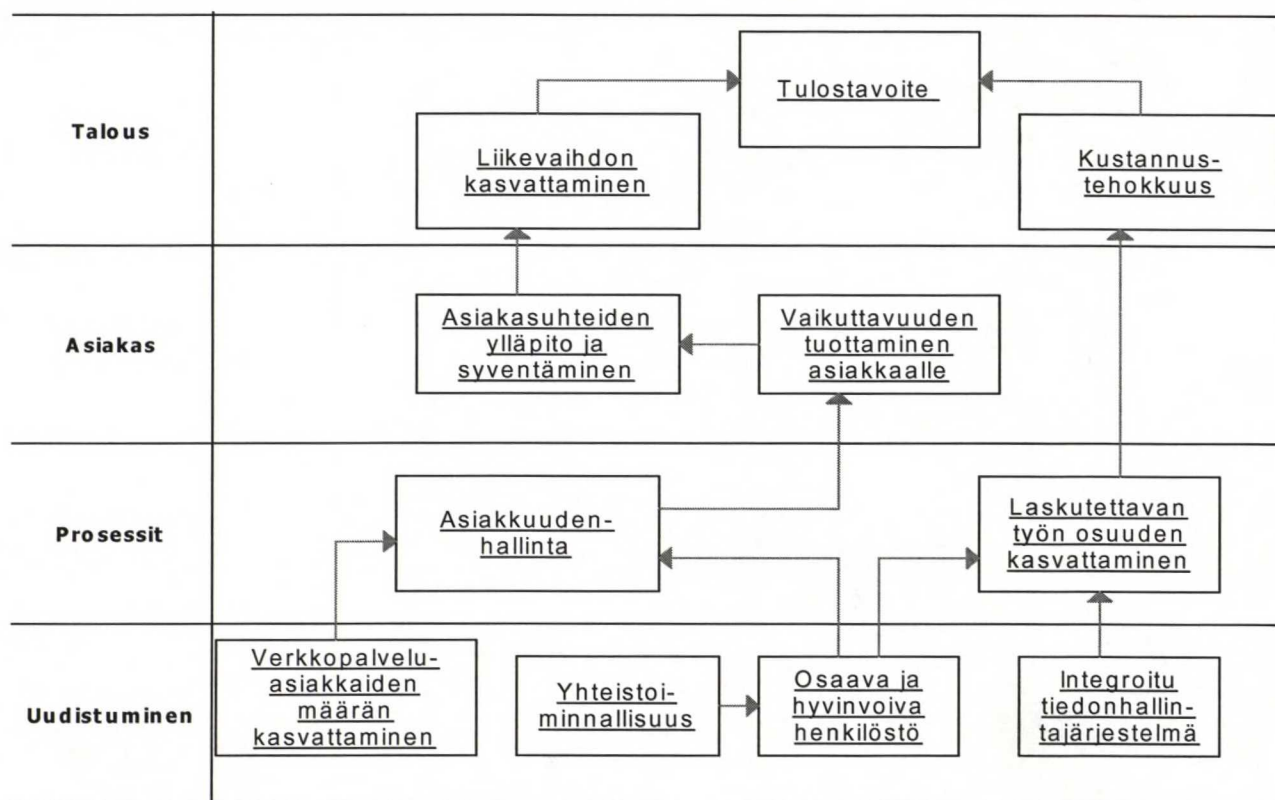 Talous
Tulostavoite
Liikevaihdon
kasvattaminen
Kustannus-
tehokkuus
Asiakas
Asiakasuhteiden
ylläpito ja
syventäminen
Vaikuttavuuden
tuottaminen
asiakkaalle
Prosessit
Asiakkuuden-
hallinta
Laskutettavan
työn osuuden
kasvattaminen
Uudistuminen
Verkkopalvelu-
asiakkaiden
määrän
kasvattaminen
Yhteistoi-
minnallisuus
Osaava ja
hyvinvoiva
henkilöstö
Integroitu
tiedonhallin-
tajärjestelmä